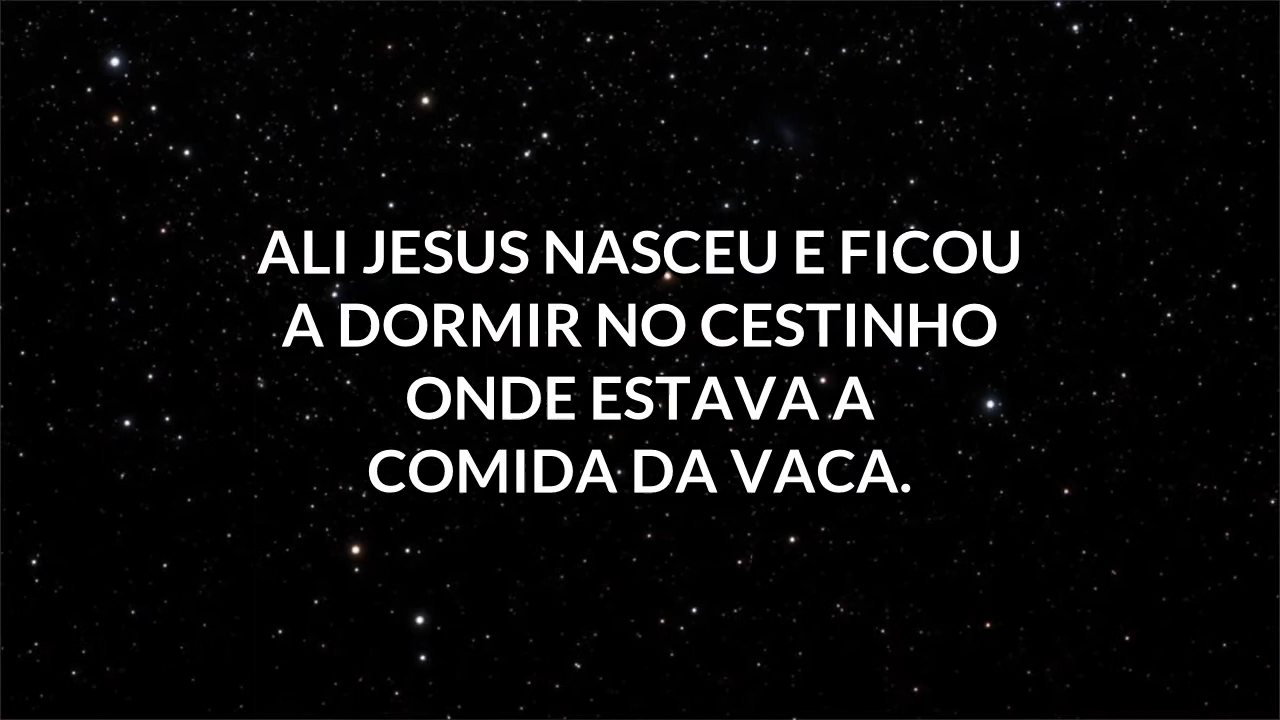 ALI JESUS NASCEU E FICOU
A DORMIR NO CESTINHO
ONDE ESTAVA A
COMIDA DA VACA.